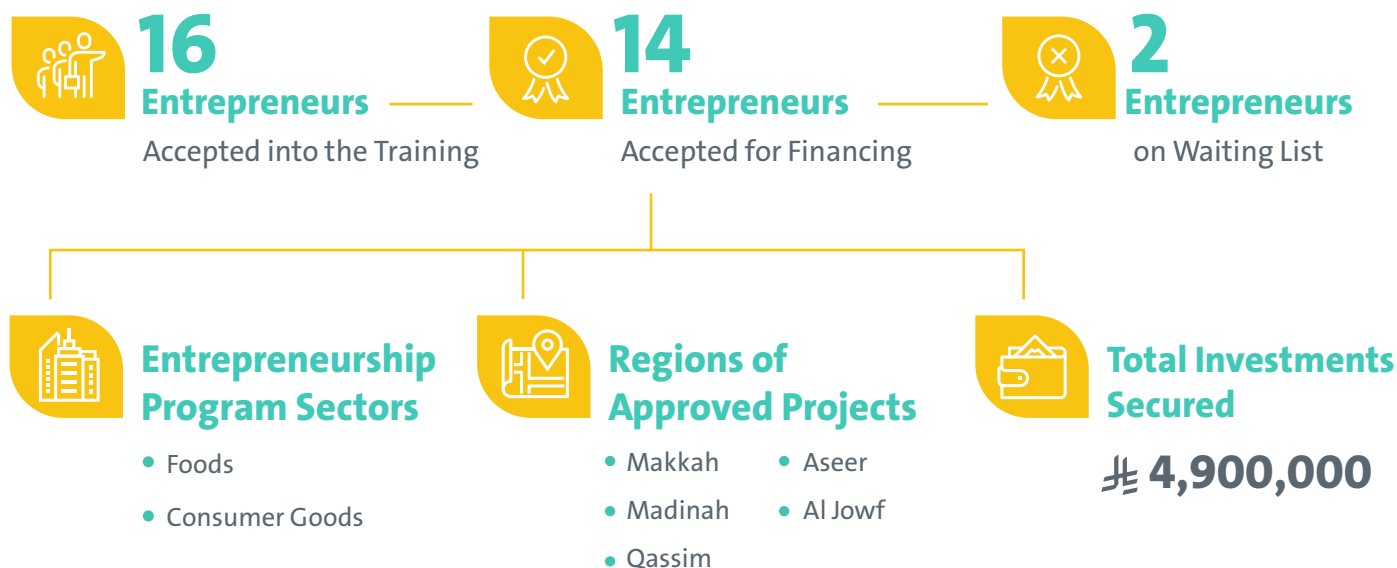 16
Entrepreneurs
Accepted into the Training
14
Entrepreneurs
Accepted for Financing
2
Entrepreneurs
on Waiting List
Entrepreneurship
Program Sectors
• Foods
• Consumer Goods
Regions of
Approved Projects
• Makkah
• Madinah
• Qassim
• Aseer
• Al Jowf
Total Investments
Secured
⃁ 4,900,000